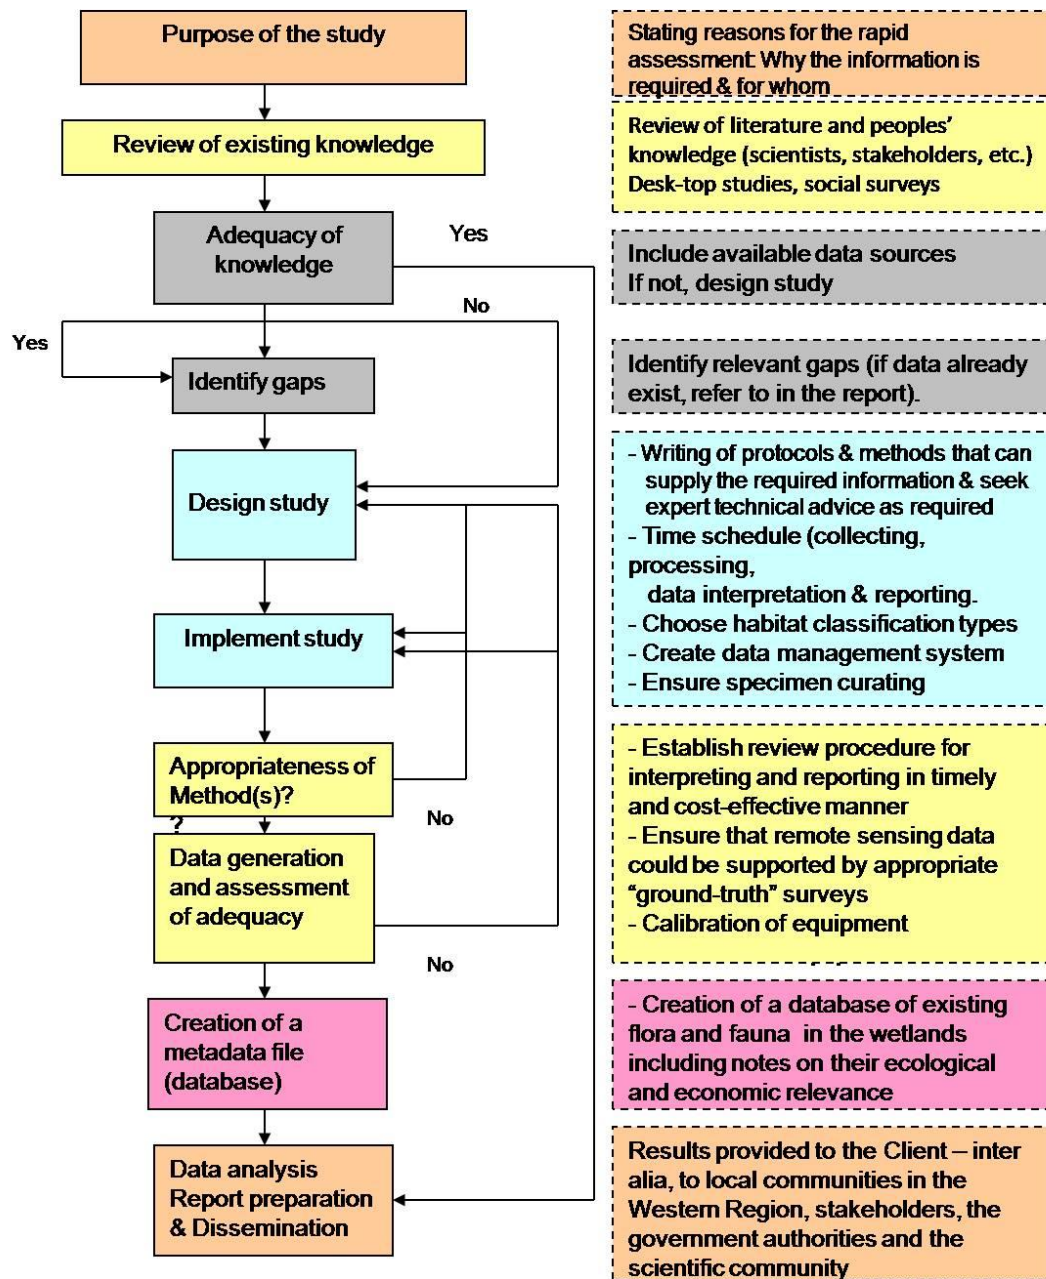 Purpose of the study
Review of existing knowledge
Adequacy of
knowledge
Yes
No
Yes
Identify gaps
Design study
Implement study
Appropriateness of
Method(s)?
?
No
Data generation
and assessment
of adequacy
No
Creation of a
metadata file
(database)
Data analysis
Report preparation
& Dissemination
Stating reasons for the rapid
assessment: Why the information is
required & for whom
Review of literature and peoples'
knowledge (scientists, stakeholders, etc.)
Desk-top studies, social surveys
Include available data sources
If not, design study
Identify relevant gaps (if data already
exist, refer to in the report).
- Writing of protocols & methods that can
supply the required information & seek
expert technical advice as required
- Time schedule (collecting,
processing,
data interpretation & reporting.
- Choose habitat classification types
- Create data management system
- Ensure specimen curating
- Establish review procedure for
interpreting and reporting in timely
and cost-effective manner
- Ensure that remote sensing data
could be supported by appropriate
“ground-truth” surveys
- Calibration of equipment
- Creation of a database of existing
flora and fauna in the wetlands
including notes on their ecological
and economic relevance
Results provided to the Client – inter
alia, to local communities in the
Western Region, stakeholders, the
government authorities and the
scientific community